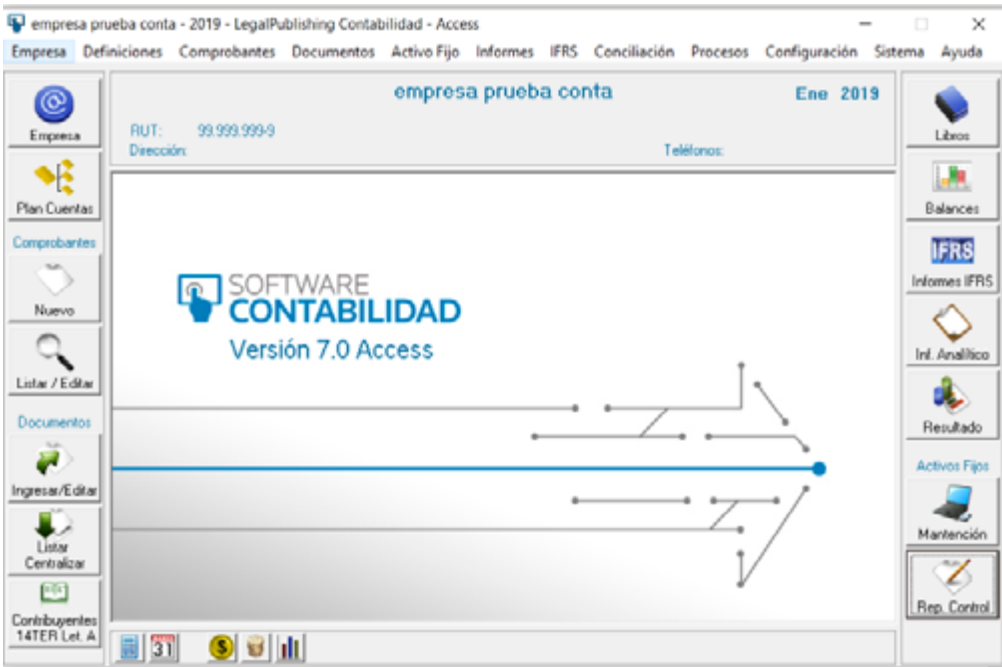 empresa prueba conta - 2019 - LegalPublishing Contabilidad - Access
Empresa Definiciones Comprobantes Documentos Activo Fijo Informes IFRS Conciliación Procesos Configuración Sistema Ayuda
empresa prueba conta
Ene 2019
RUT: 99.999.999-9
Dirección:
Teléfonos:
Empresa
Plan Cuentas
Comprobantes
Nuevo
Listar / Editar
Documentos
Ingresar/Editar
Listar
Centralizar
Contribuyentes
14TER Let. A
SOFTWARE
CONTABILIDAD
Versión 7.0 Access
31
Libros
Balances
IFRS
Informes IFRS
Inf. Analítico
Resultado
Activos Fijos
Mantención
Rep. Control